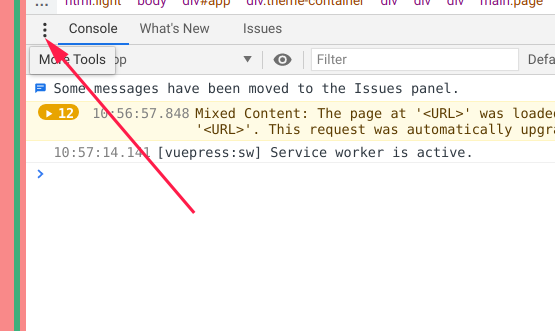 ... html.light body div#app div.theme-container div div div main.page
Console What's New Issues
More Tools op Filter Defa
Some messages have been moved to the Issues panel.
12 10:56:57.848 Mixed Content: The page at '<URL>' was loade
'<URL>'. This request was automatically upgra
10:57:14.141 [vuepress:sw] Service worker is active.